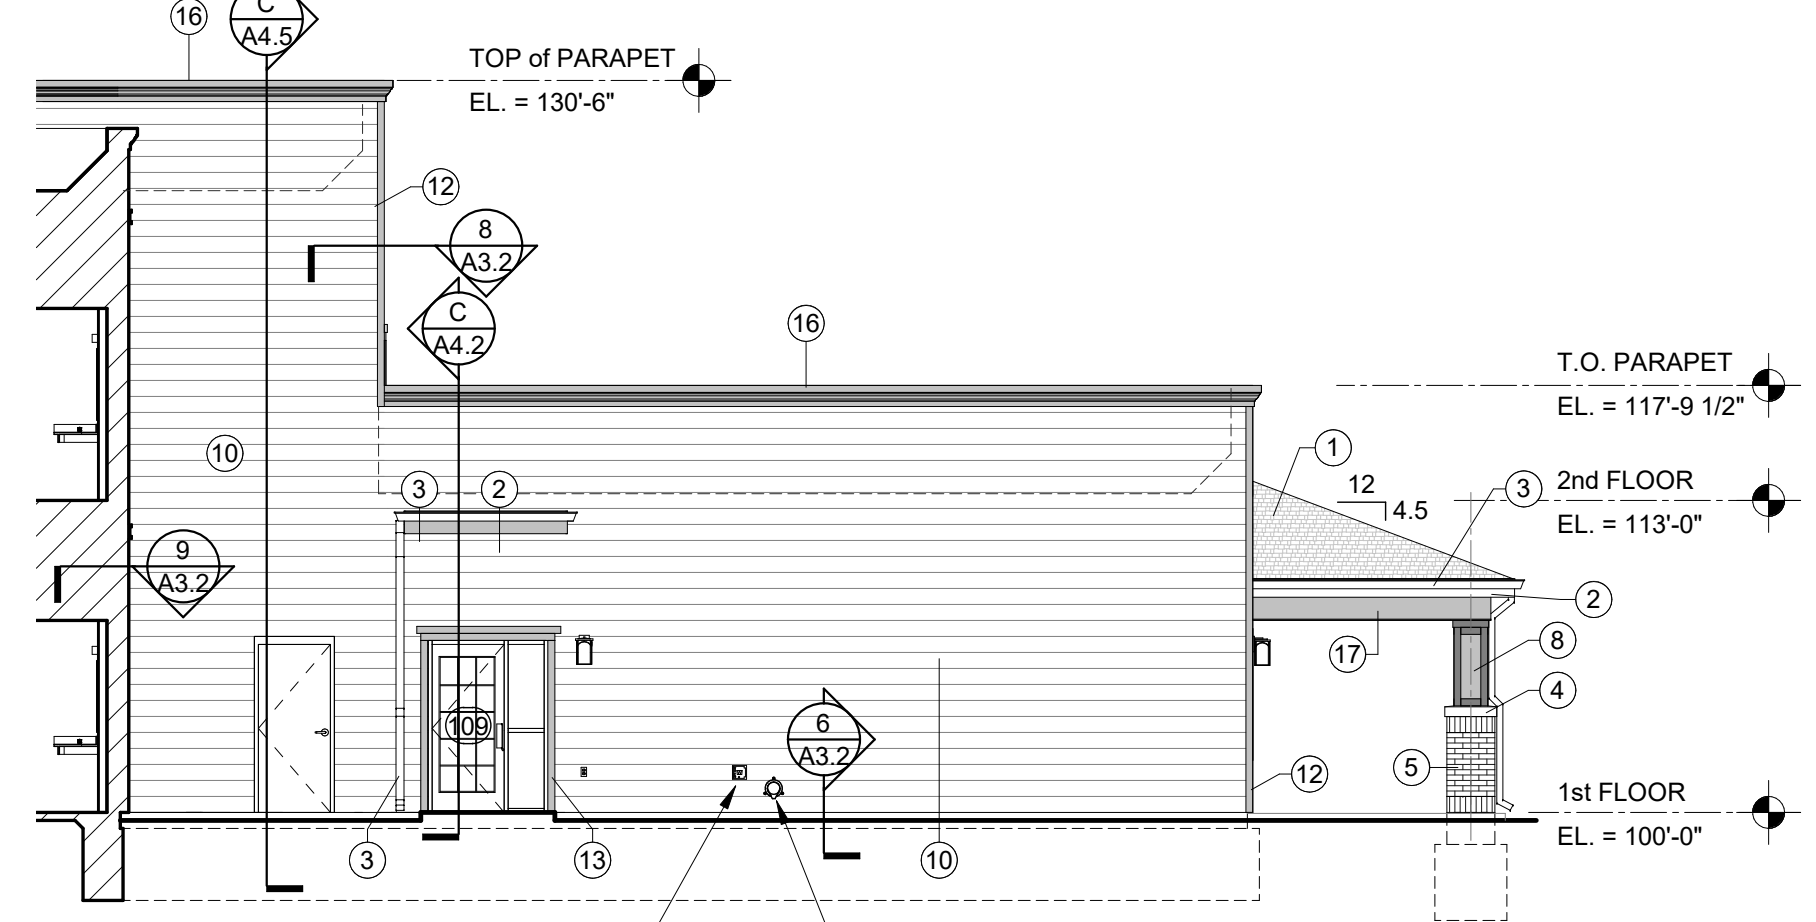 16
C
A4.5
TOP of PARAPET
EL. = 130'-6"
12
8
A3.2
C
A4.2
16
T.O. PARAPET
EL. = 117'-9 1/2"
10
3
2
1
12
4.5
3
2nd FLOOR
EL. = 113'-0"
9
A3.2
2
17
8
4
109
6
A3.2
5
12
1st FLOOR
EL. = 100'-0"
3
13
10